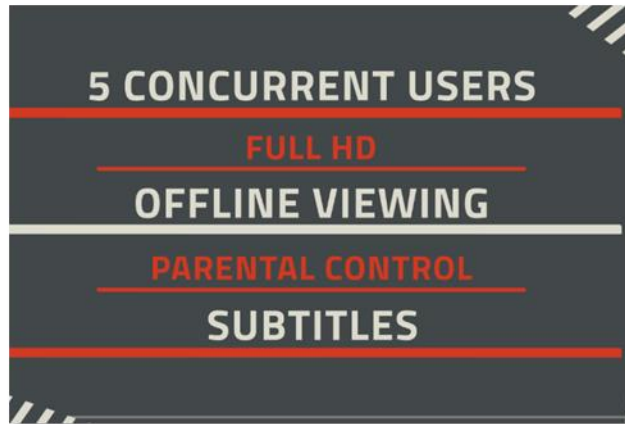 5 CONCURRENT USERS
FULL HD
OFFLINE VIEWING
PARENTAL CONTROL
SUBTITLES